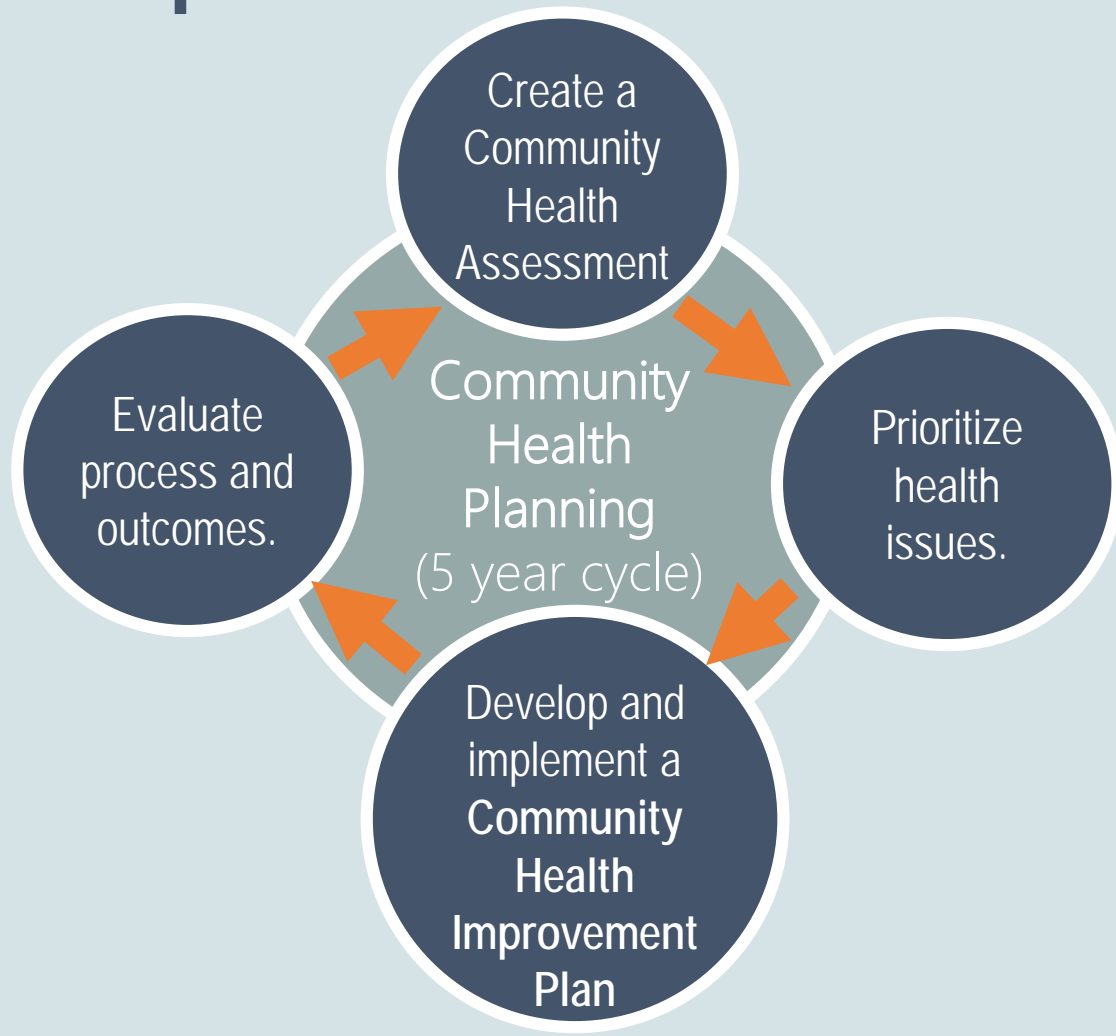 Create a
Community
Health
Assessment
Community
Health
Planning
(5 year cycle)
Prioritize
health
issues.
Develop and
implement a
Community
Health
Improvement
Plan
Evaluate
process and
outcomes.